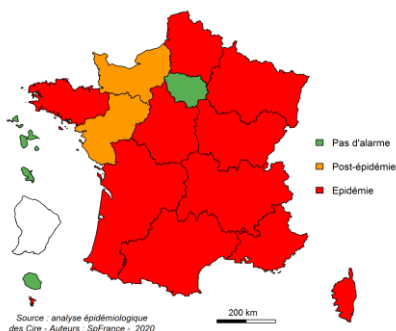 Pas d'alarme
Post-épidémie
Epidémie
200 km
Source : analyse épidémiologique
des Cire - Auteurs : SpFrance - 2020